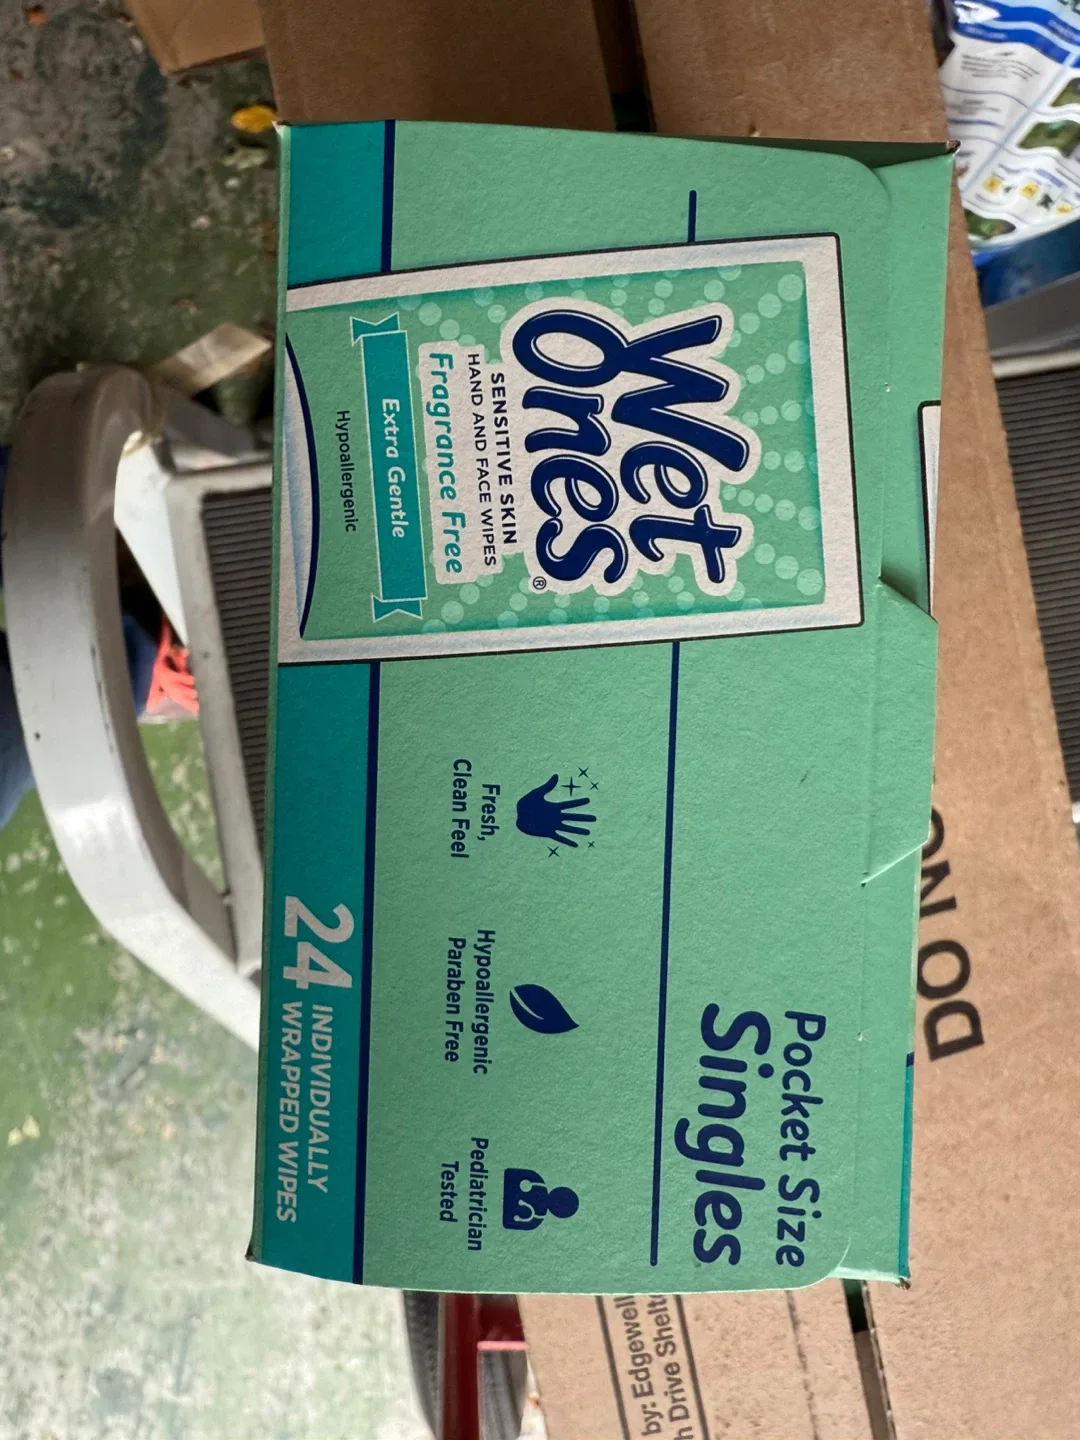 Pocket Size
Singles
Wet
Ones®
SENSITIVE SKIN
HAND AND FACE WIPES
Fragrance Free
Extra Gentle
Hypoallergenic
Fresh,
Clean Feel
Hypoallergenic
Paraben Free
Pediatrician
Tested
24 INDIVIDUALLY
WRAPPED WIPES
DO NO
by: Edgewell
Drive Shelt